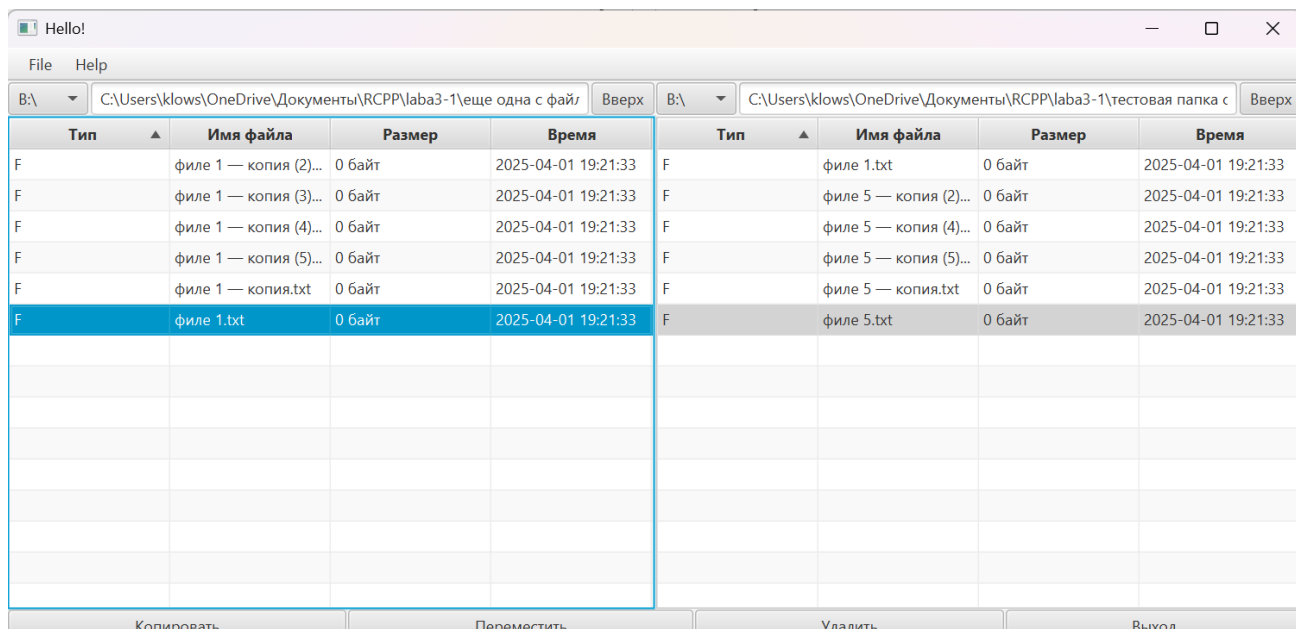 Hello!
File Help
B:\ C:\Users\klows\OneDrive\Документы\RCPP\laba3-1\еще одна с фай Вверх B:\ C:\Users\klows\OneDrive\Документы\RCPP\laba3-1\тестовая папка с Вверх
Тип Имя файла Размер Время Тип Имя файла Размер Время
F филе 1 — копия (2)... 0 байт 2025-04-01 19:21:33 F филе 1.txt 0 байт 2025-04-01 19:21:33
F филе 1 — копия (3)... 0 байт 2025-04-01 19:21:33 F филе 5 — копия (2)... 0 байт 2025-04-01 19:21:33
F филе 1 — копия (4)... 0 байт 2025-04-01 19:21:33 F филе 5 — копия (4)... 0 байт 2025-04-01 19:21:33
F филе 1 — копия (5)... 0 байт 2025-04-01 19:21:33 F филе 5 — копия (5)... 0 байт 2025-04-01 19:21:33
F филе 1 — копия.txt 0 байт 2025-04-01 19:21:33 F филе 5 — копия.txt 0 байт 2025-04-01 19:21:33
F филе 1.txt 0 байт 2025-04-01 19:21:33 F филе 5.txt 0 байт 2025-04-01 19:21:33
Копировать Переместить Удалить Выход